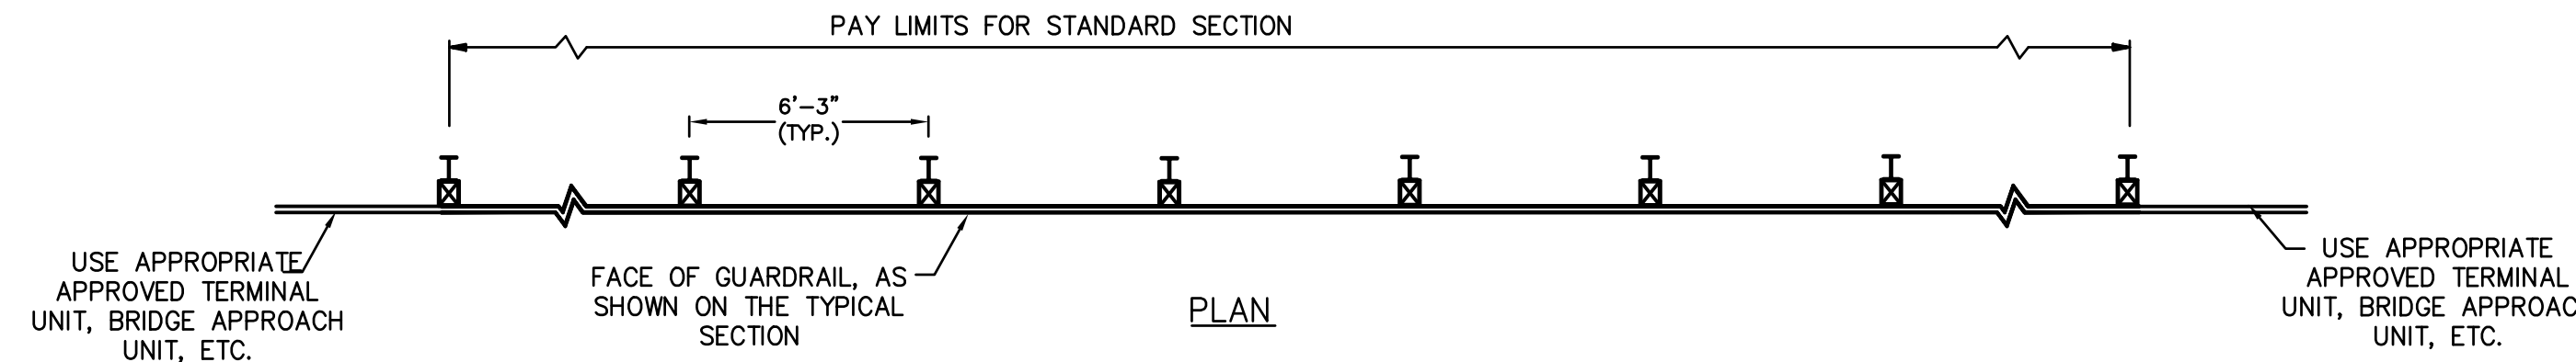 PAY LIMITS FOR STANDARD SECTION
6'-3"
(TYP.)
USE APPROPRIATE
APPROVED TERMINAL
UNIT, BRIDGE APPROACH
UNIT, ETC.
FACE OF GUARDRAIL, AS
SHOWN ON THE TYPICAL
SECTION
PLAN
USE APPROPRIATE
APPROVED TERMINAL
UNIT, BRIDGE APPROAC
UNIT, ETC.